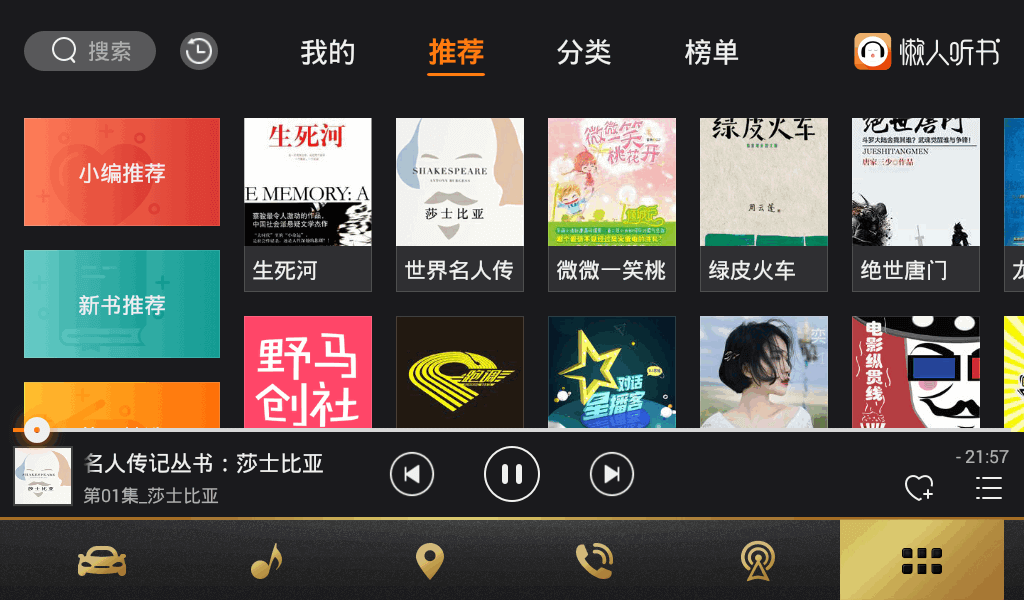 搜索
我的
推荐
分类
榜单
懒人听书
小编推荐
新书推荐
生死河
E MEMORY: A
生死河
SHAKESPEARE
莎士比亚
世界名人传
微微一笑
桃花开
微微一笑桃
绿皮火车
周云蓬
绿皮火车
绝世唐门
JUESHITANGMEN
唐家三少◎作品
绝世唐门
龙
野马
创社
跑调
对话
星播客
奕
电影纵贯线
名人传记丛书：莎士比亚
第01集_莎士比亚
- 21:57